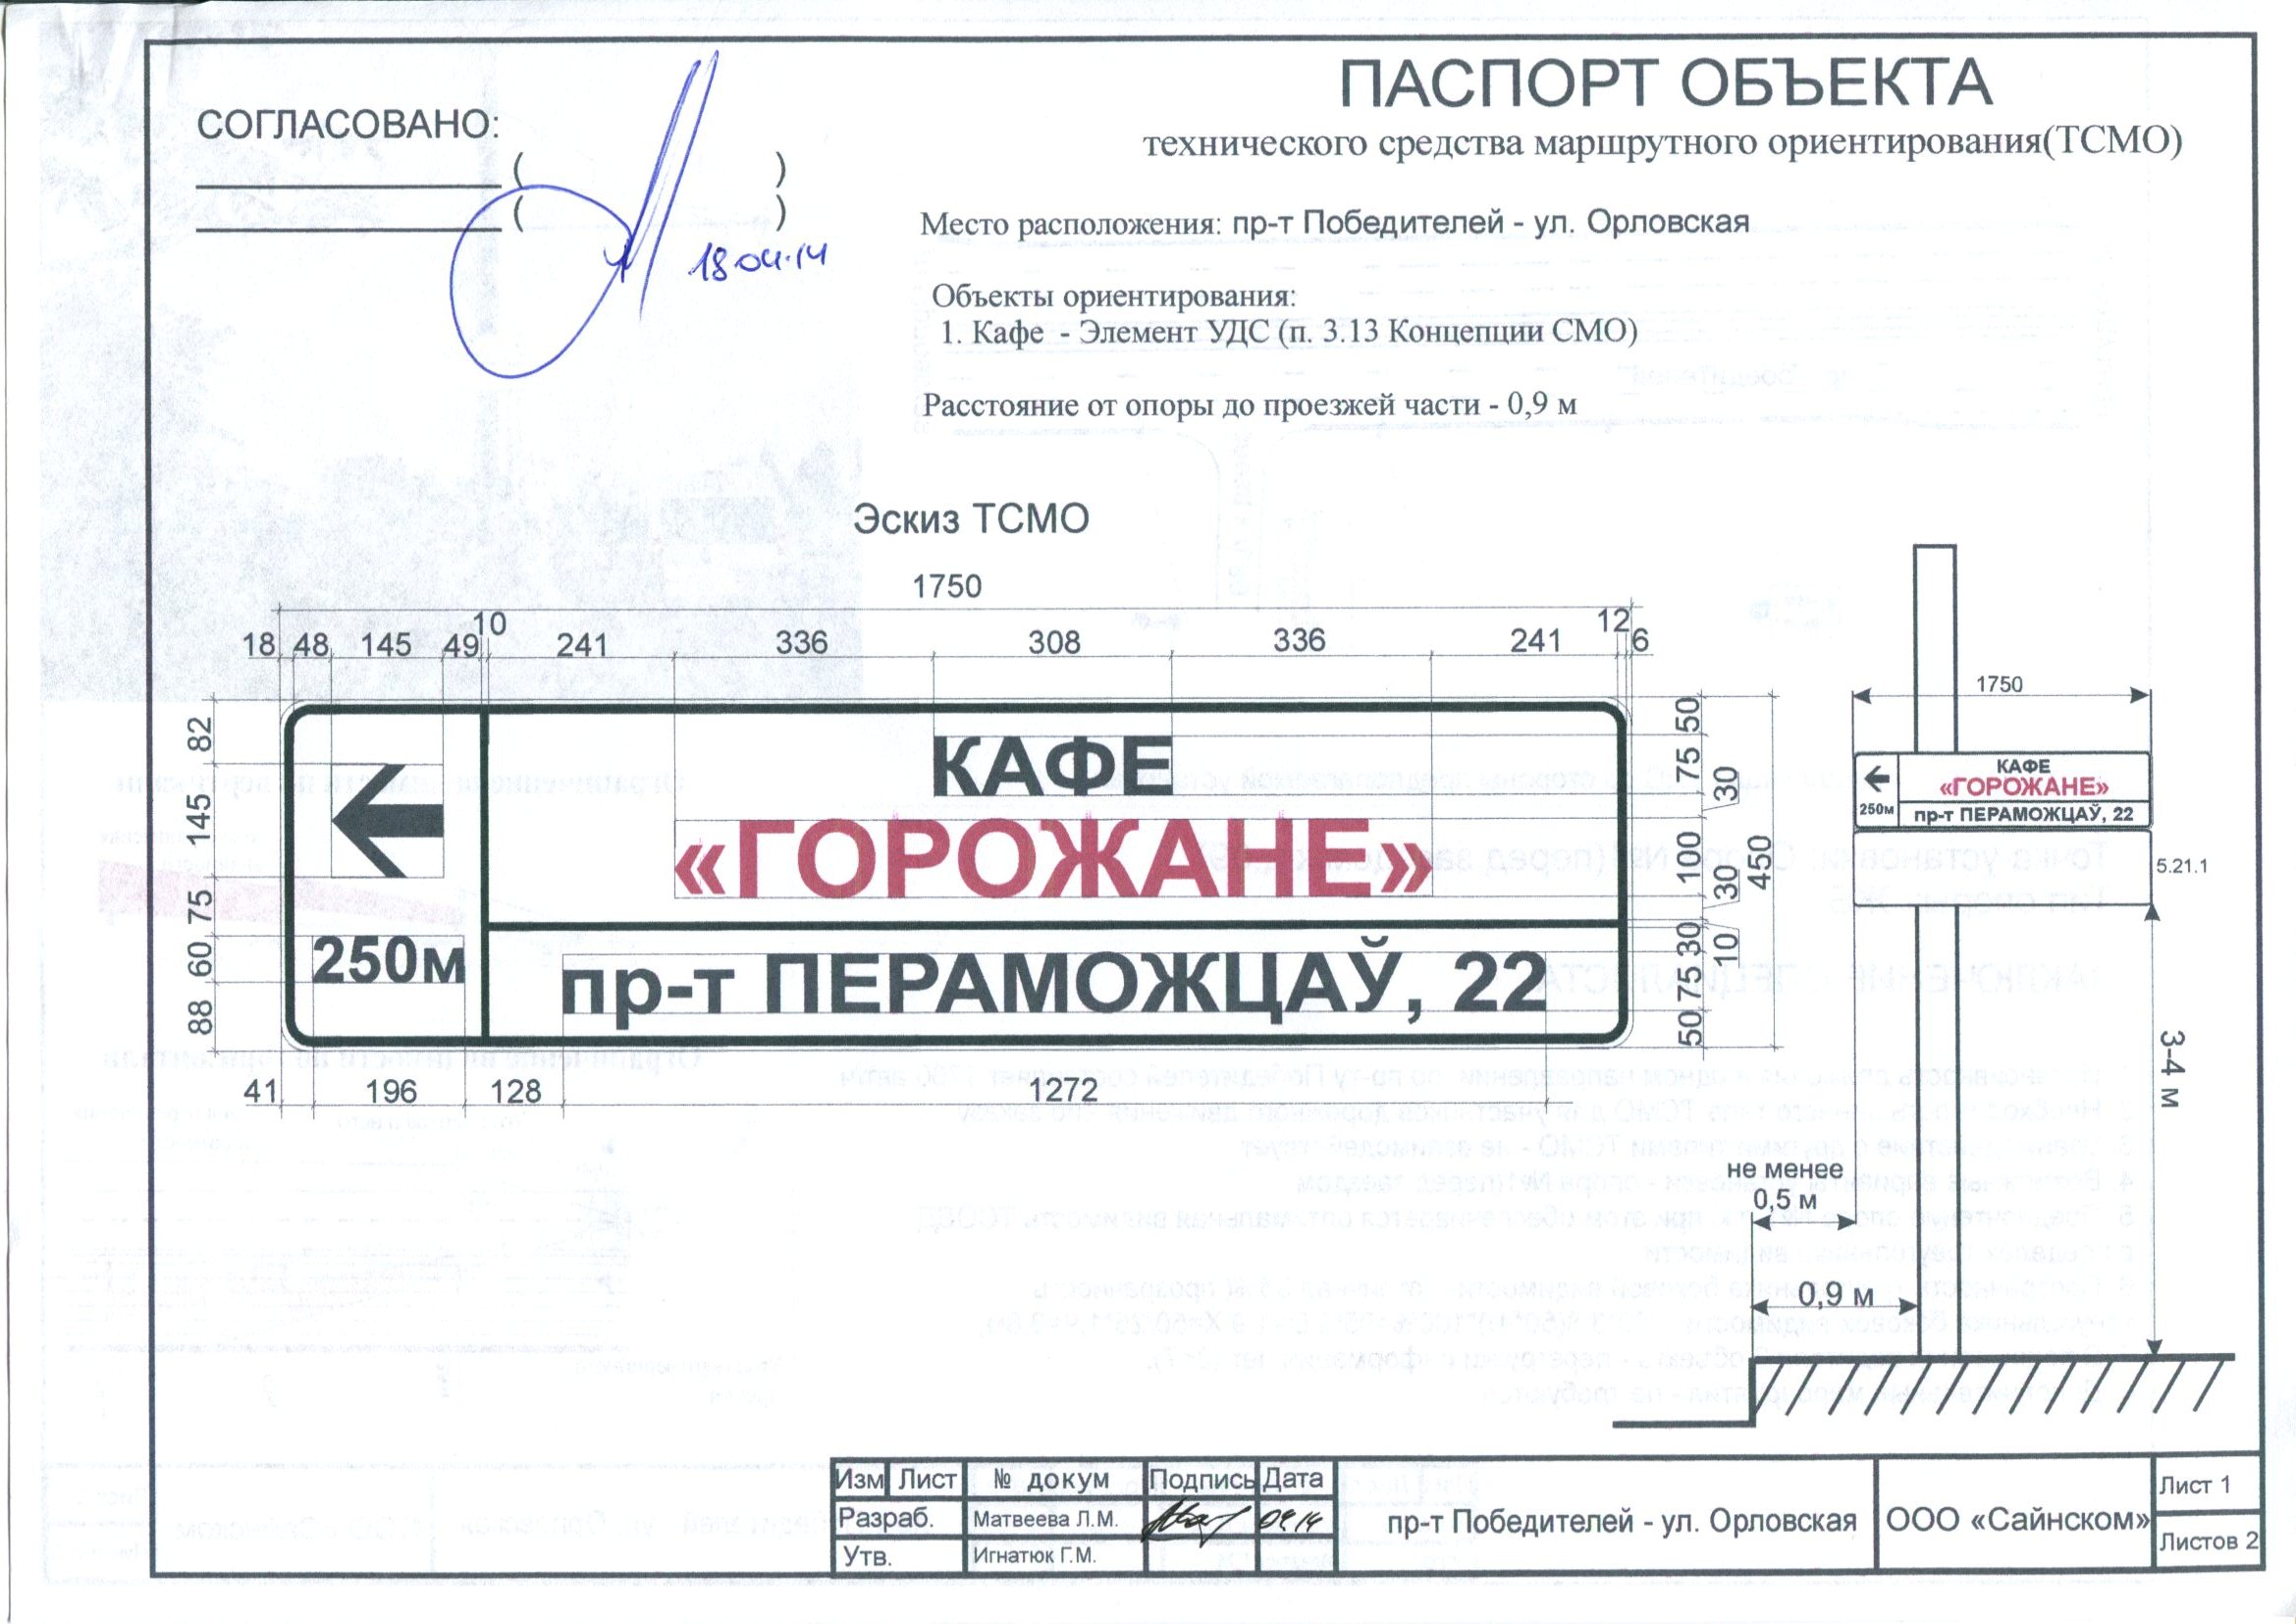 ПАСПОРТ ОБЪЕКТА
технического средства маршрутного ориентирования(ТСМО)
СОГЛАСОВАНО:
( )
( )
18.04.14
Место расположения: пр-т Победителей - ул. Орловская
Объекты ориентирования:
1. Кафе - Элемент УДС (п. 3.13 Концепции СМО)
Расстояние от опоры до проезжей части - 0,9 м
Эскиз ТСМО
1750
18 48 145 49 10 241 336 308 336 241 12 6
82
145
75
60
88
КАФЕ
«ГОРОЖАНЕ»
250м
пр-т ПЕРАМОЖЦАЎ, 22
50
75
30
100
30
450
30
10
75
50
41 196 128 1272
1750
КАФЕ
«ГОРОЖАНЕ»
250м
пр-т ПЕРАМОЖЦАЎ, 22
5.21.1
3-4 м
не менее
0,5 м
0,9 м
Изм Лист № докум Подпись Дата
Разраб. Матвеева Л.М. 04.14
Утв. Игнатюк Г.М.
пр-т Победителей - ул. Орловская
ООО «Сайнском»
Лист 1
Листов 2